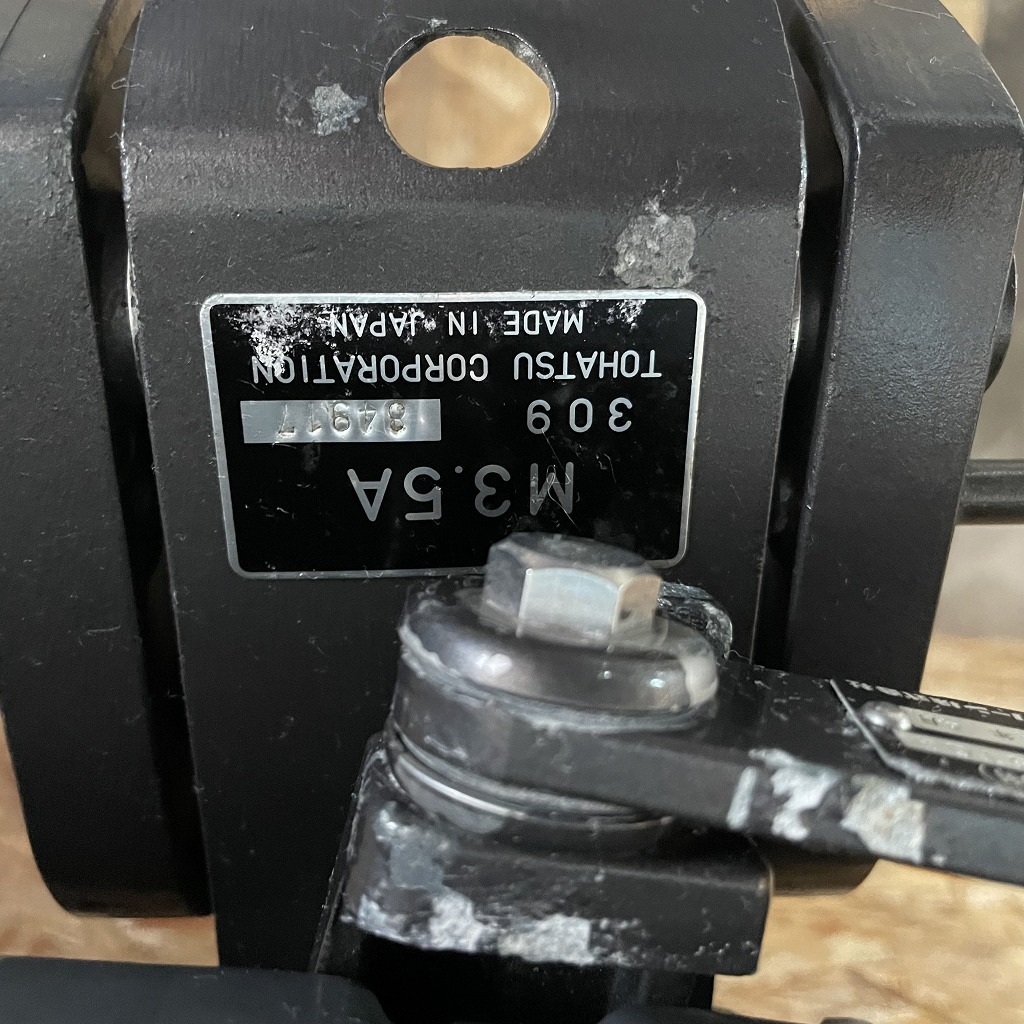 M3.5A
309 84917
TOHATSU CORPORATION
MADE IN JAPAN